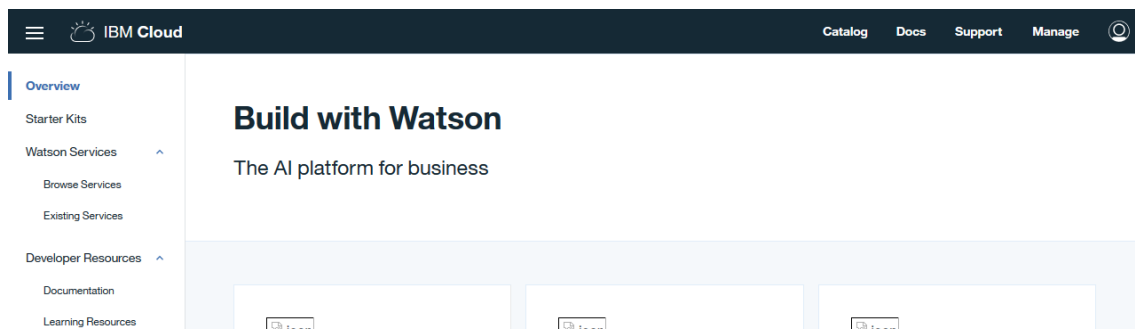 IBM Cloud
Catalog Docs Support Manage
Overview
Starter Kits
Watson Services
Browse Services
Existing Services
Developer Resources
Documentation
Learning Resources
Build with Watson
The AI platform for business